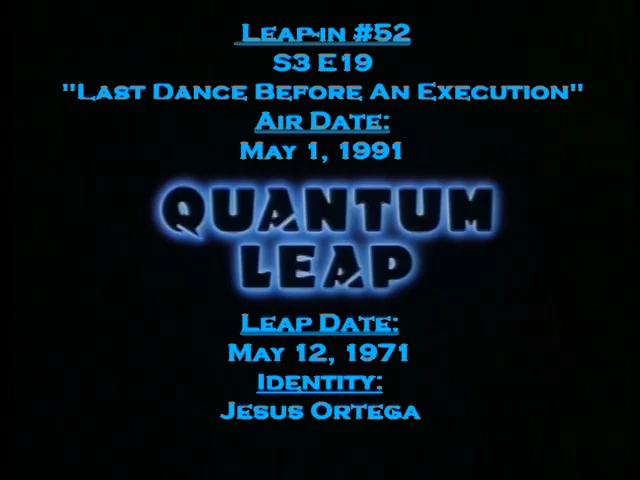 Leap-in #52
S3 E19
"Last Dance Before An Execution"
Air Date:
May 1, 1991
QUANTUM
LEAP
Leap Date:
May 12, 1971
Identity:
Jesus Ortega